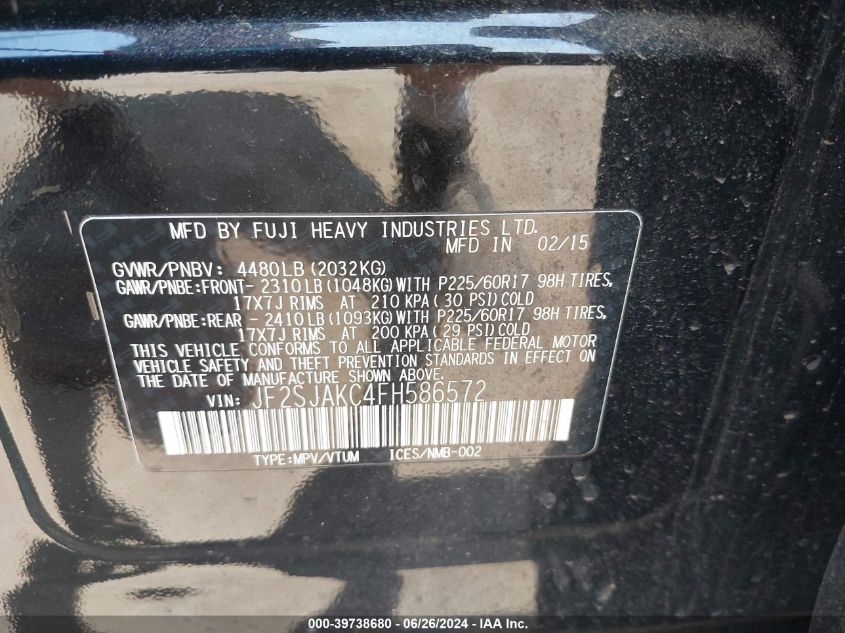 MFD BY FUJI HEAVY INDUSTRIES LTD.
MFD IN 02/15
GVWR/PNBV: 4480LB (2032KG)
GAWR/PNBE:FRONT- 2310LB (1048KG) WITH P225/60R17 98H TIRES,
17X7J RIMS AT 210 KPA (30 PSI) COLD
GAWR/PNBE:REAR - 2410LB (1093KG) WITH P225/60R17 98H TIRES,
17X7J RIMS AT 200 KPA (29 PSI) COLD
THIS VEHICLE CONFORMS TO ALL APPLICABLE FEDERAL MOTOR
VEHICLE SAFETY AND THEFT PREVENTION STANDARDS IN EFFECT ON
THE DATE OF MANUFACTURE SHOWN ABOVE.
VIN: JF2SJAKC4FH586572
TYPE:MPV/VTUM ICES/NMB-002
000-39738680 - 06/26/2024 - IAA Inc.